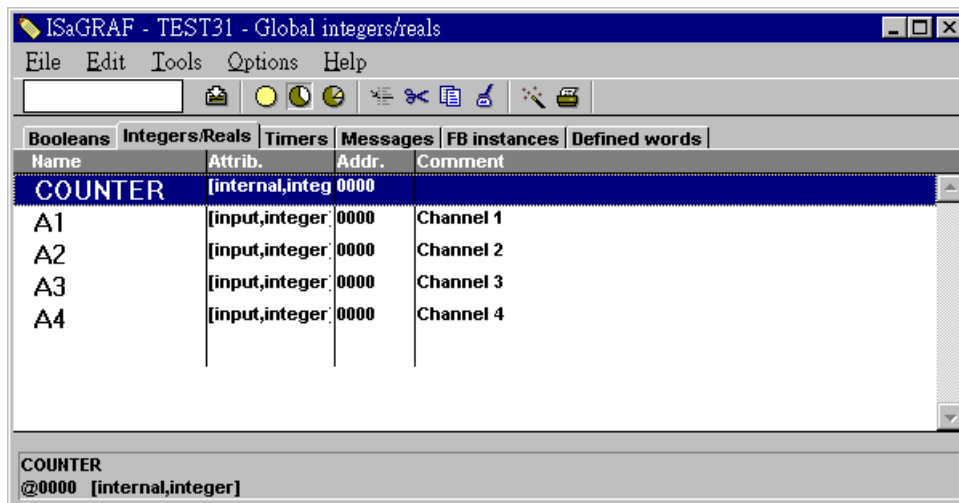 ISaGRAF - TEST31 - Global integers/reals
File Edit Tools Options Help
Booleans Integers/Reals Timers Messages FB instances Defined words
Name Attrib. Addr. Comment
COUNTER [internal,integ 0000
A1 [input,integer] 0000 Channel 1
A2 [input,integer] 0000 Channel 2
A3 [input,integer] 0000 Channel 3
A4 [input,integer] 0000 Channel 4
COUNTER
@0000 [internal,integer]